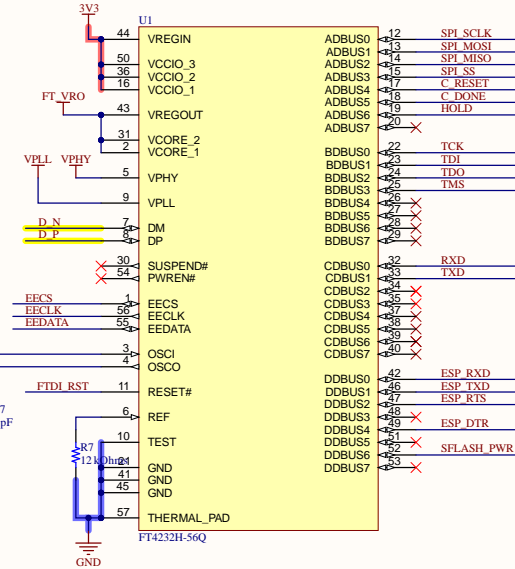 3V3
U1
44 VREGIN ADBUS0 12 SPI_SCLK
ADBUS1 13 SPI_MOSI
50 VCCIO_3 ADBUS2 14 SPI_MISO
36 VCCIO_2 ADBUS3 15 SPI_SS
16 VCCIO_1 ADBUS4 17 C_RESET
FT_VRO ADBUS5 18 C_DONE
43 VREGOUT ADBUS6 19 HOLD
ADBUS7 20
31 VCORE_2
2 VCORE_1 BDBUS0 22 TCK
VPLL VPHY BDBUS1 23 TDI
5 VPHY BDBUS2 24 TDO
BDBUS3 25 TMS
9 VPLL BDBUS4 26
BDBUS5 27
D_N 7 DM BDBUS6 28
D_P 8 DP BDBUS7 29
30 SUSPEND# CDBUS0 32 RXD
54 PWREN# CDBUS1 33 TXD
CDBUS2 34
EECS 1 EECS CDBUS3 35
EECLK 56 EECLK CDBUS4 37
EEDATA 55 EEDATA CDBUS5 38
CDBUS6 39
3 OSCI CDBUS7 40
4 OSCO
DDBUS0 42 ESP_RXD
FTDI_RST 11 RESET# DDBUS1 46 ESP_TXD
DDBUS2 47 ESP_RTS
7
pF
6 REF DDBUS3 48
DDBUS4 49 ESP_DTR
10 TEST DDBUS5 51
R7 DDBUS6 52 SFLASH_PWR
12 kOhms
GND DDBUS7 53
41 GND
45 GND
57 THERMAL_PAD
FT4232H-56Q
GND